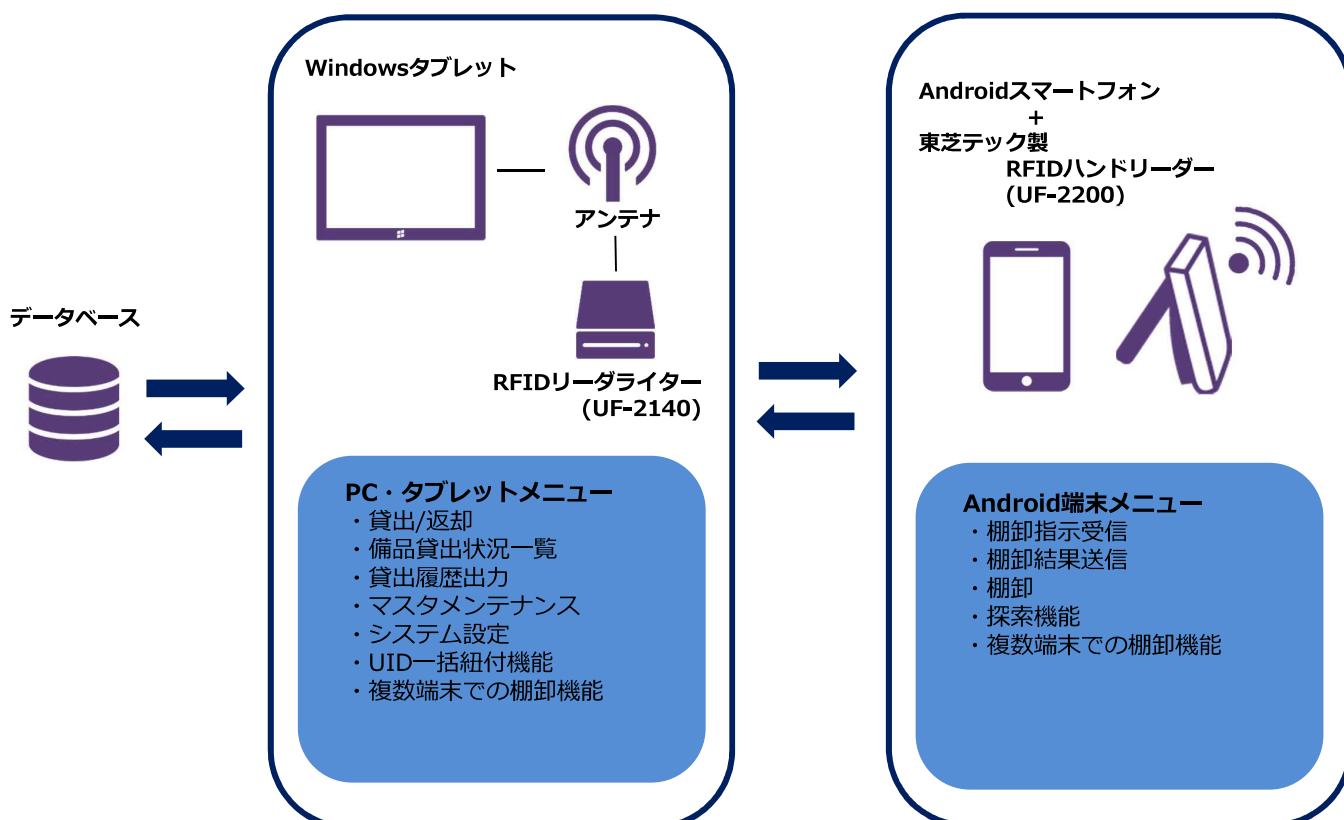 データベース
Windowsタブレット
アンテナ
RFIDリーダライター
(UF-2140)
PC・タブレットメニュー
・貸出/返却
・備品貸出状況一覧
・貸出履歴出力
・マスタメンテナンス
・システム設定
・UID一括紐付機能
・複数端末での棚卸機能
Androidスマートフォン
+
東芝テック製
RFIDハンドリーダー
(UF-2200)
Android端末メニュー
・棚卸指示受信
・棚卸結果送信
・棚卸
・探索機能
・複数端末での棚卸機能